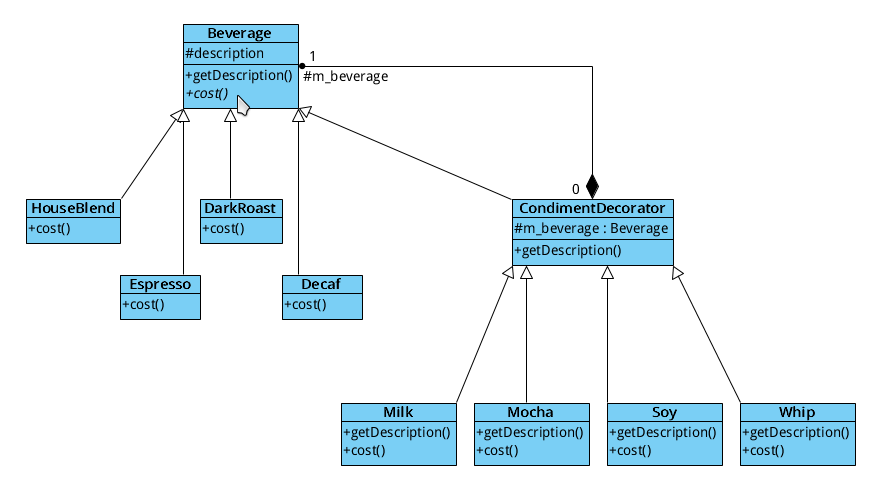 Beverage
#description
+getDescription()
+cost()
1
#m_beverage
0
HouseBlend
+cost()
DarkRoast
+cost()
CondimentDecorator
#m_beverage : Beverage
+getDescription()
Espresso
+cost()
Decaf
+cost()
Milk
+getDescription()
+cost()
Mocha
+getDescription()
+cost()
Soy
+getDescription()
+cost()
Whip
+getDescription()
+cost()